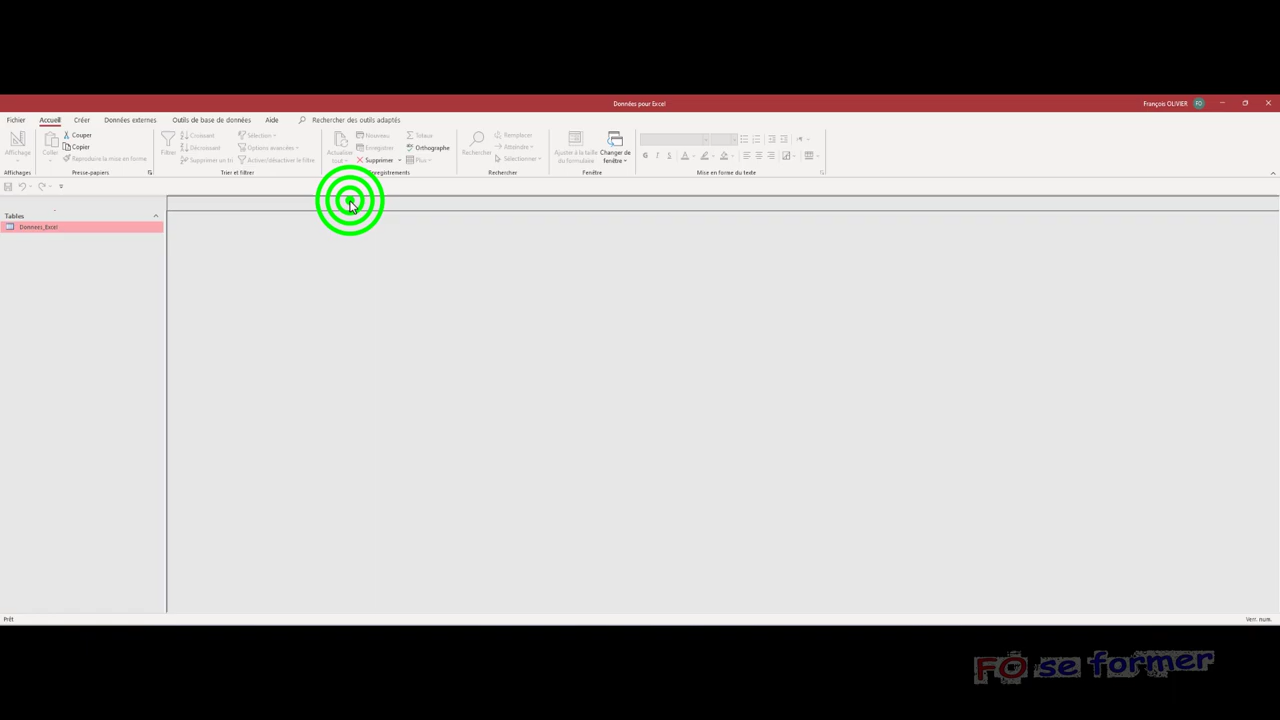 Données pour Excel
François OLIVIER FO
Fichier Accueil Créer Données externes Outils de base de données Aide Rechercher des outils adaptés
Affichage
Coller
Couper
Copier
Reproduire la mise en forme
Filtrer
Croissant
Décroissant
Supprimer un tri
Sélection
Options avancées
Activer/désactiver le filtre
Actualiser
tout
Nouveau
Enregistrer
Supprimer
Totaux
Orthographe
Plus
Rechercher
Remplacer
Atteindre
Sélectionner
Ajuster à la taille
du formulaire
Changer de
fenêtre
G I S A
Affichages Presse-papiers Trier et filtrer Rechercher Fenêtre Mise en forme du texte
Tables
Donnees_Excel
Prêt
Verr. num.
FO se former